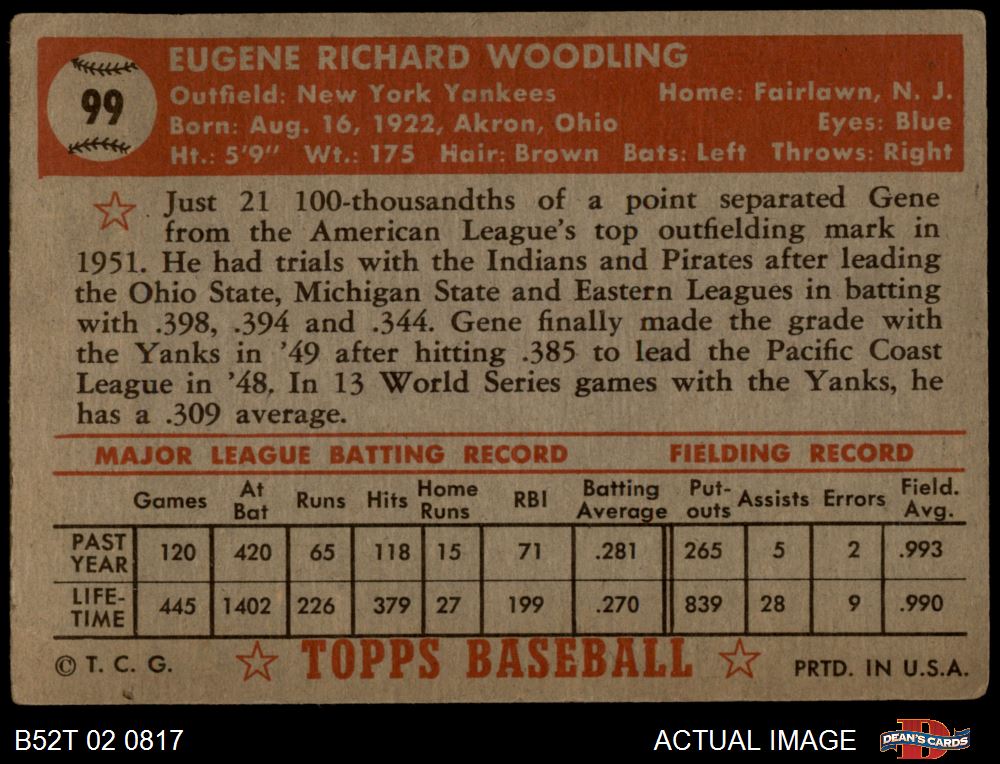 99
EUGENE RICHARD WOODLING
Outfield: New York Yankees Home: Fairlawn, N. J.
Born: Aug. 16, 1922, Akron, Ohio Eyes: Blue
Ht.: 5'9" Wt.: 175 Hair: Brown Bats: Left Throws: Right
Just 21 100-thousandths of a point separated Gene
from the American League's top outfielding mark in
1951. He had trials with the Indians and Pirates after leading
the Ohio State, Michigan State and Eastern Leagues in batting
with .398, .394 and .344. Gene finally made the grade with
the Yanks in '49 after hitting .385 to lead the Pacific Coast
League in '48. In 13 World Series games with the Yanks, he
has a .309 average.
MAJOR LEAGUE BATTING RECORD FIELDING RECORD
Games At Bat Runs Hits Home Runs RBI Batting Average Put-outs Assists Errors Field. Avg.
PAST YEAR 120 420 65 118 15 71 .281 265 5 2 .993
LIFE-TIME 445 1402 226 379 27 199 .270 839 28 9 .990
© T. C. G. TOPPS BASEBALL PRTD. IN U.S.A.
B52T 02 0817 ACTUAL IMAGE D DEAN'S CARDS